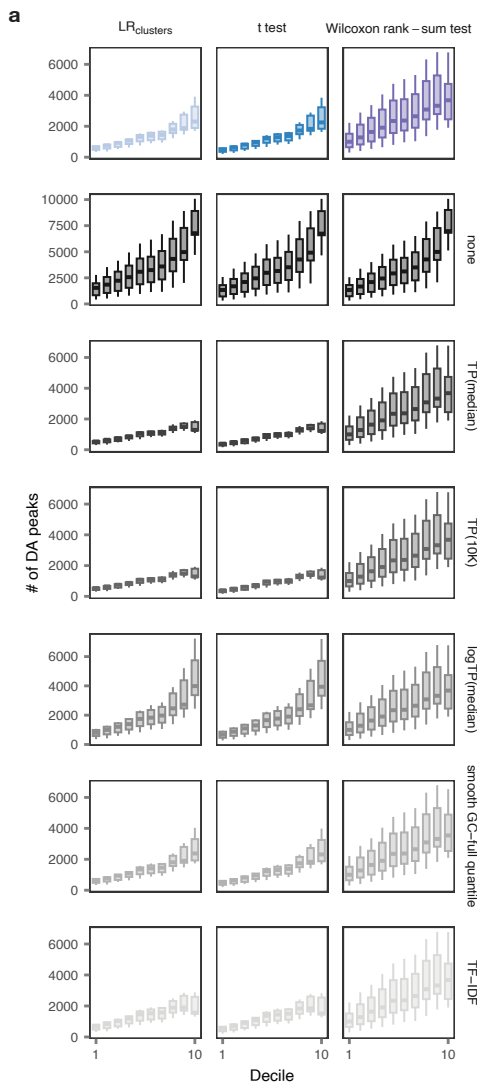 a
LRclusters
t test
Wilcoxon rank–sum test
6000
4000
2000
0
10000
7500
5000
2500
0
none
6000
4000
2000
0
TP(median)
6000
4000
2000
0
TP(10K)
# of DA peaks
6000
4000
2000
0
logTP(median)
6000
4000
2000
0
smooth GC–full quantile
6000
4000
2000
0
TF–IDF
1 10 1 10 1 10
Decile